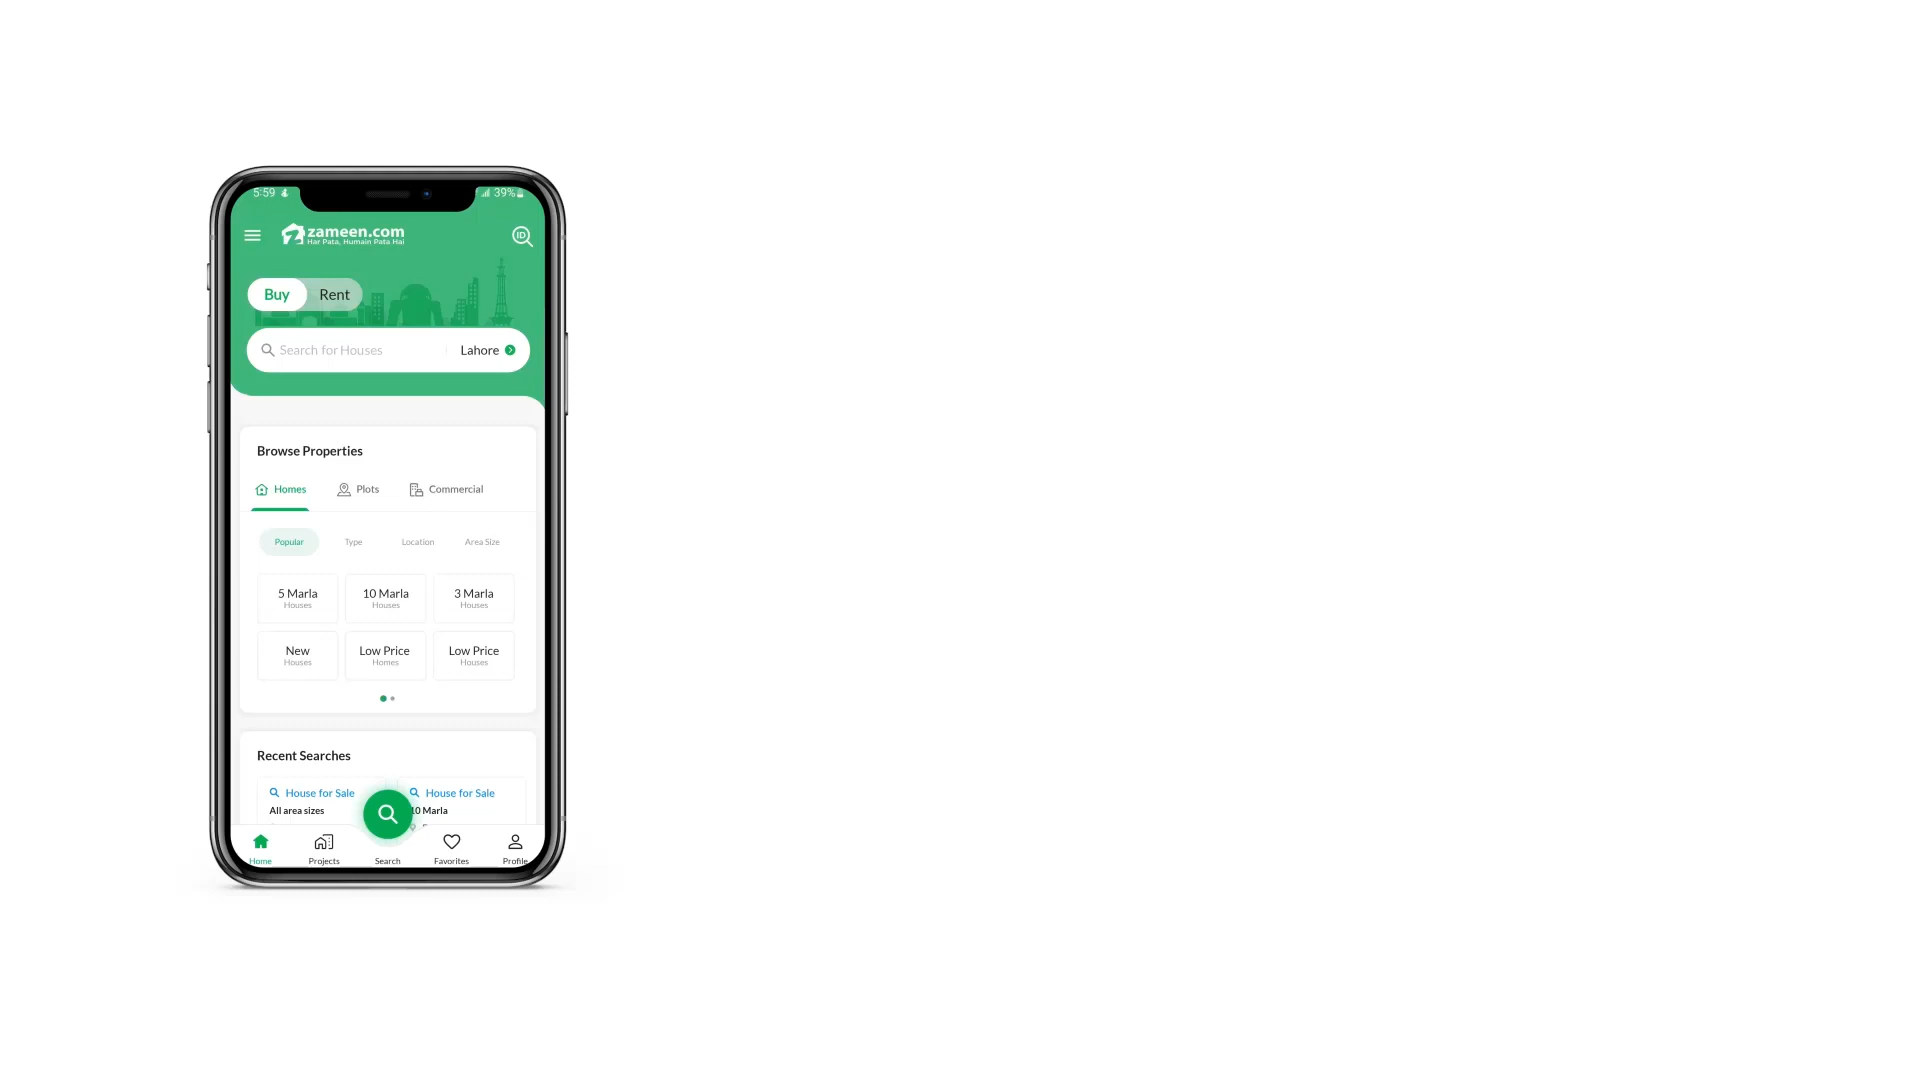 5:59
39%
zameen.com
Har Pata, Humain Pata Hai
ID
Buy Rent
Search for Houses Lahore
Browse Properties
Homes Plots Commercial
Popular Type Location Area Size
5 Marla 10 Marla 3 Marla
Houses Houses Houses
New Low Price Low Price
Houses Homes Houses
Recent Searches
House for Sale House for Sale
All area sizes 10 Marla
Home Projects Search Favorites Profile